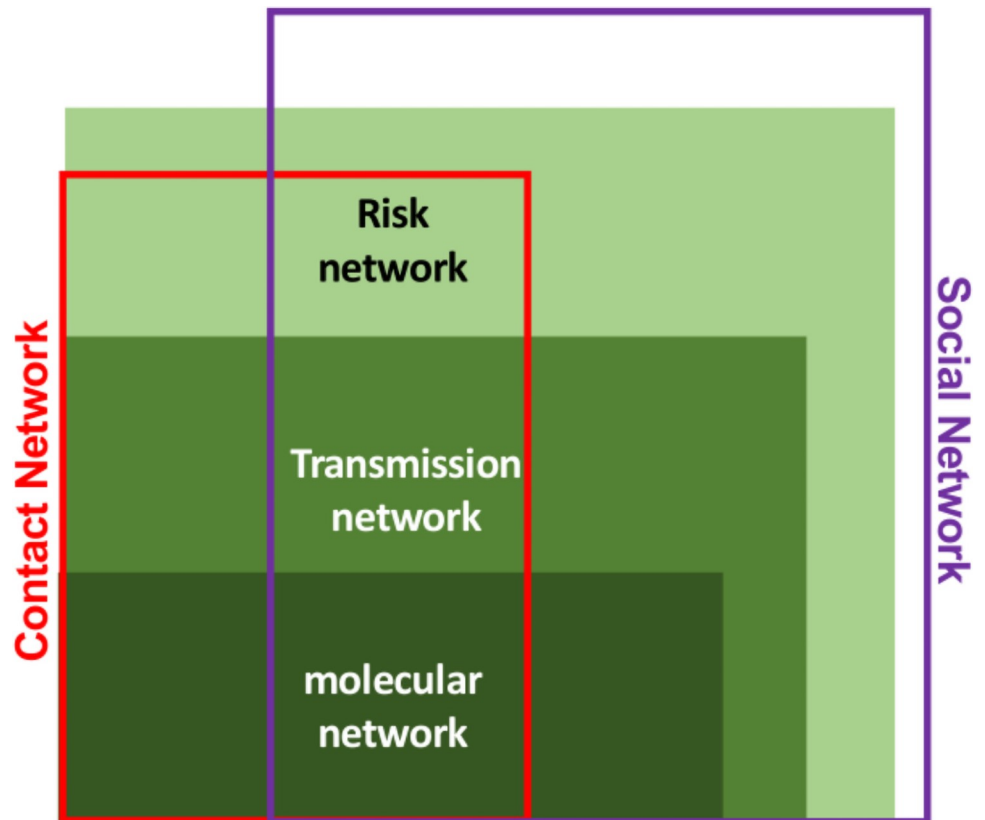 Risk
network
Contact Network
Social Network
Transmission
network
molecular
network